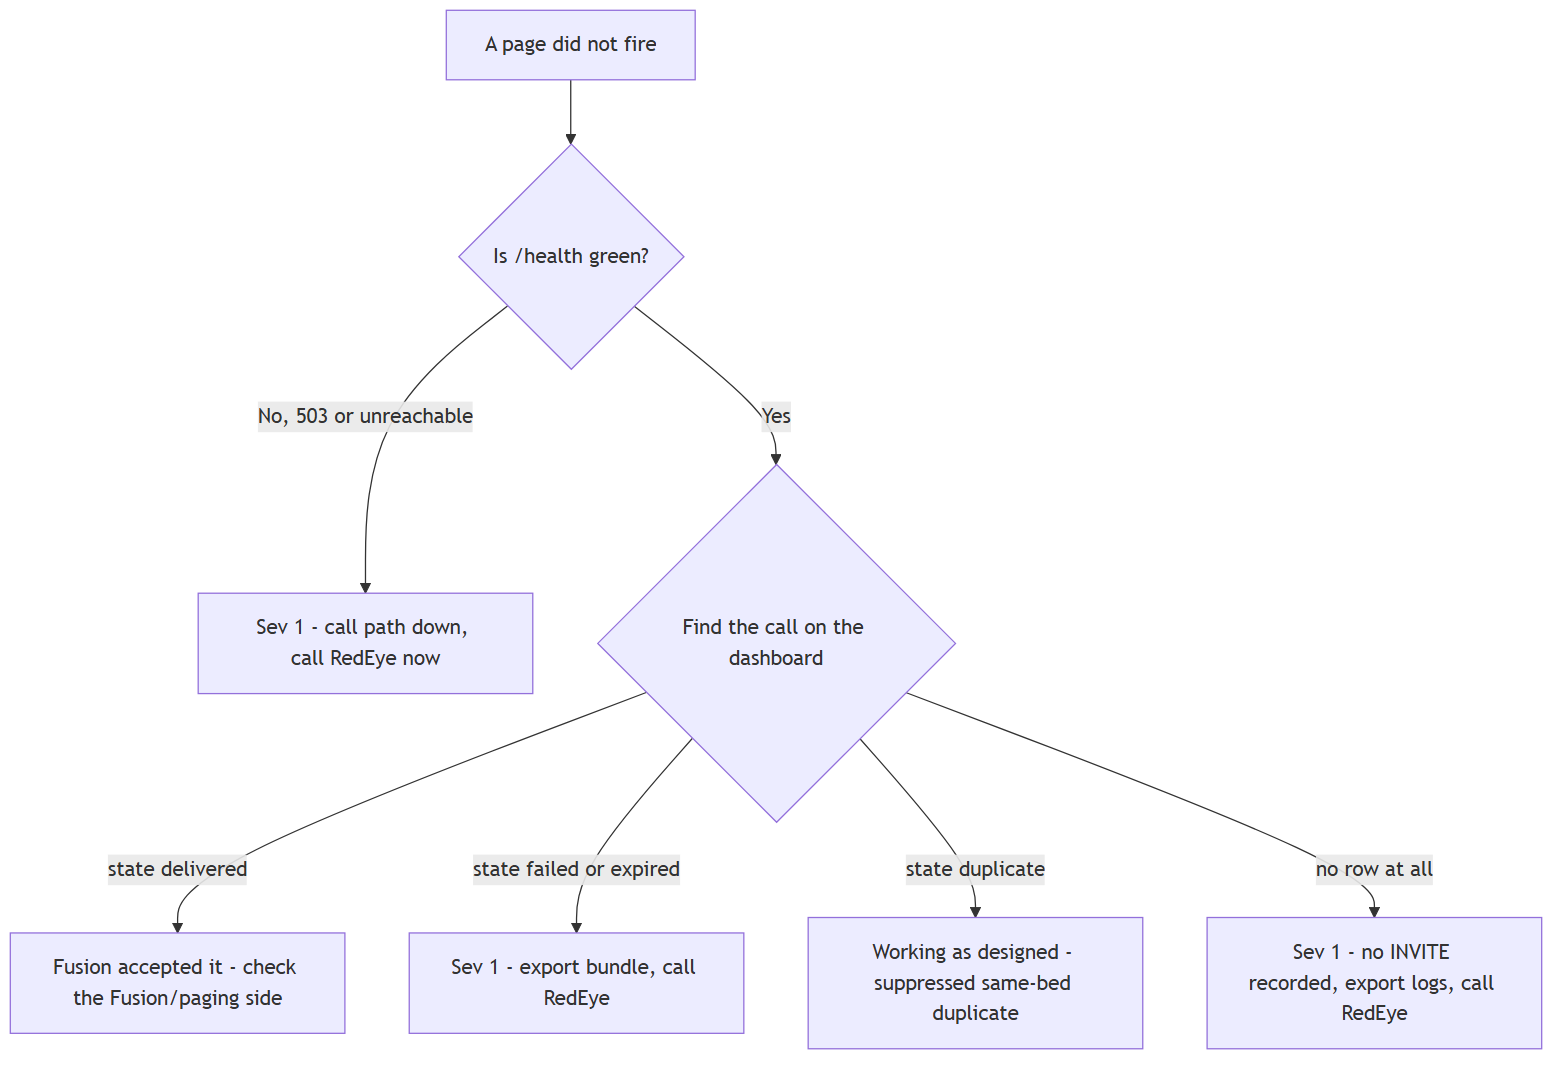 A page did not fire
Is /health green?
No, 503 or unreachable
Yes
Sev 1 - call path down,
call RedEye now
Find the call on the
dashboard
state delivered
state failed or expired
state duplicate
no row at all
Fusion accepted it - check
the Fusion/paging side
Sev 1 - export bundle, call
RedEye
Working as designed -
suppressed same-bed
duplicate
Sev 1 - no INVITE
recorded, export logs, call
RedEye